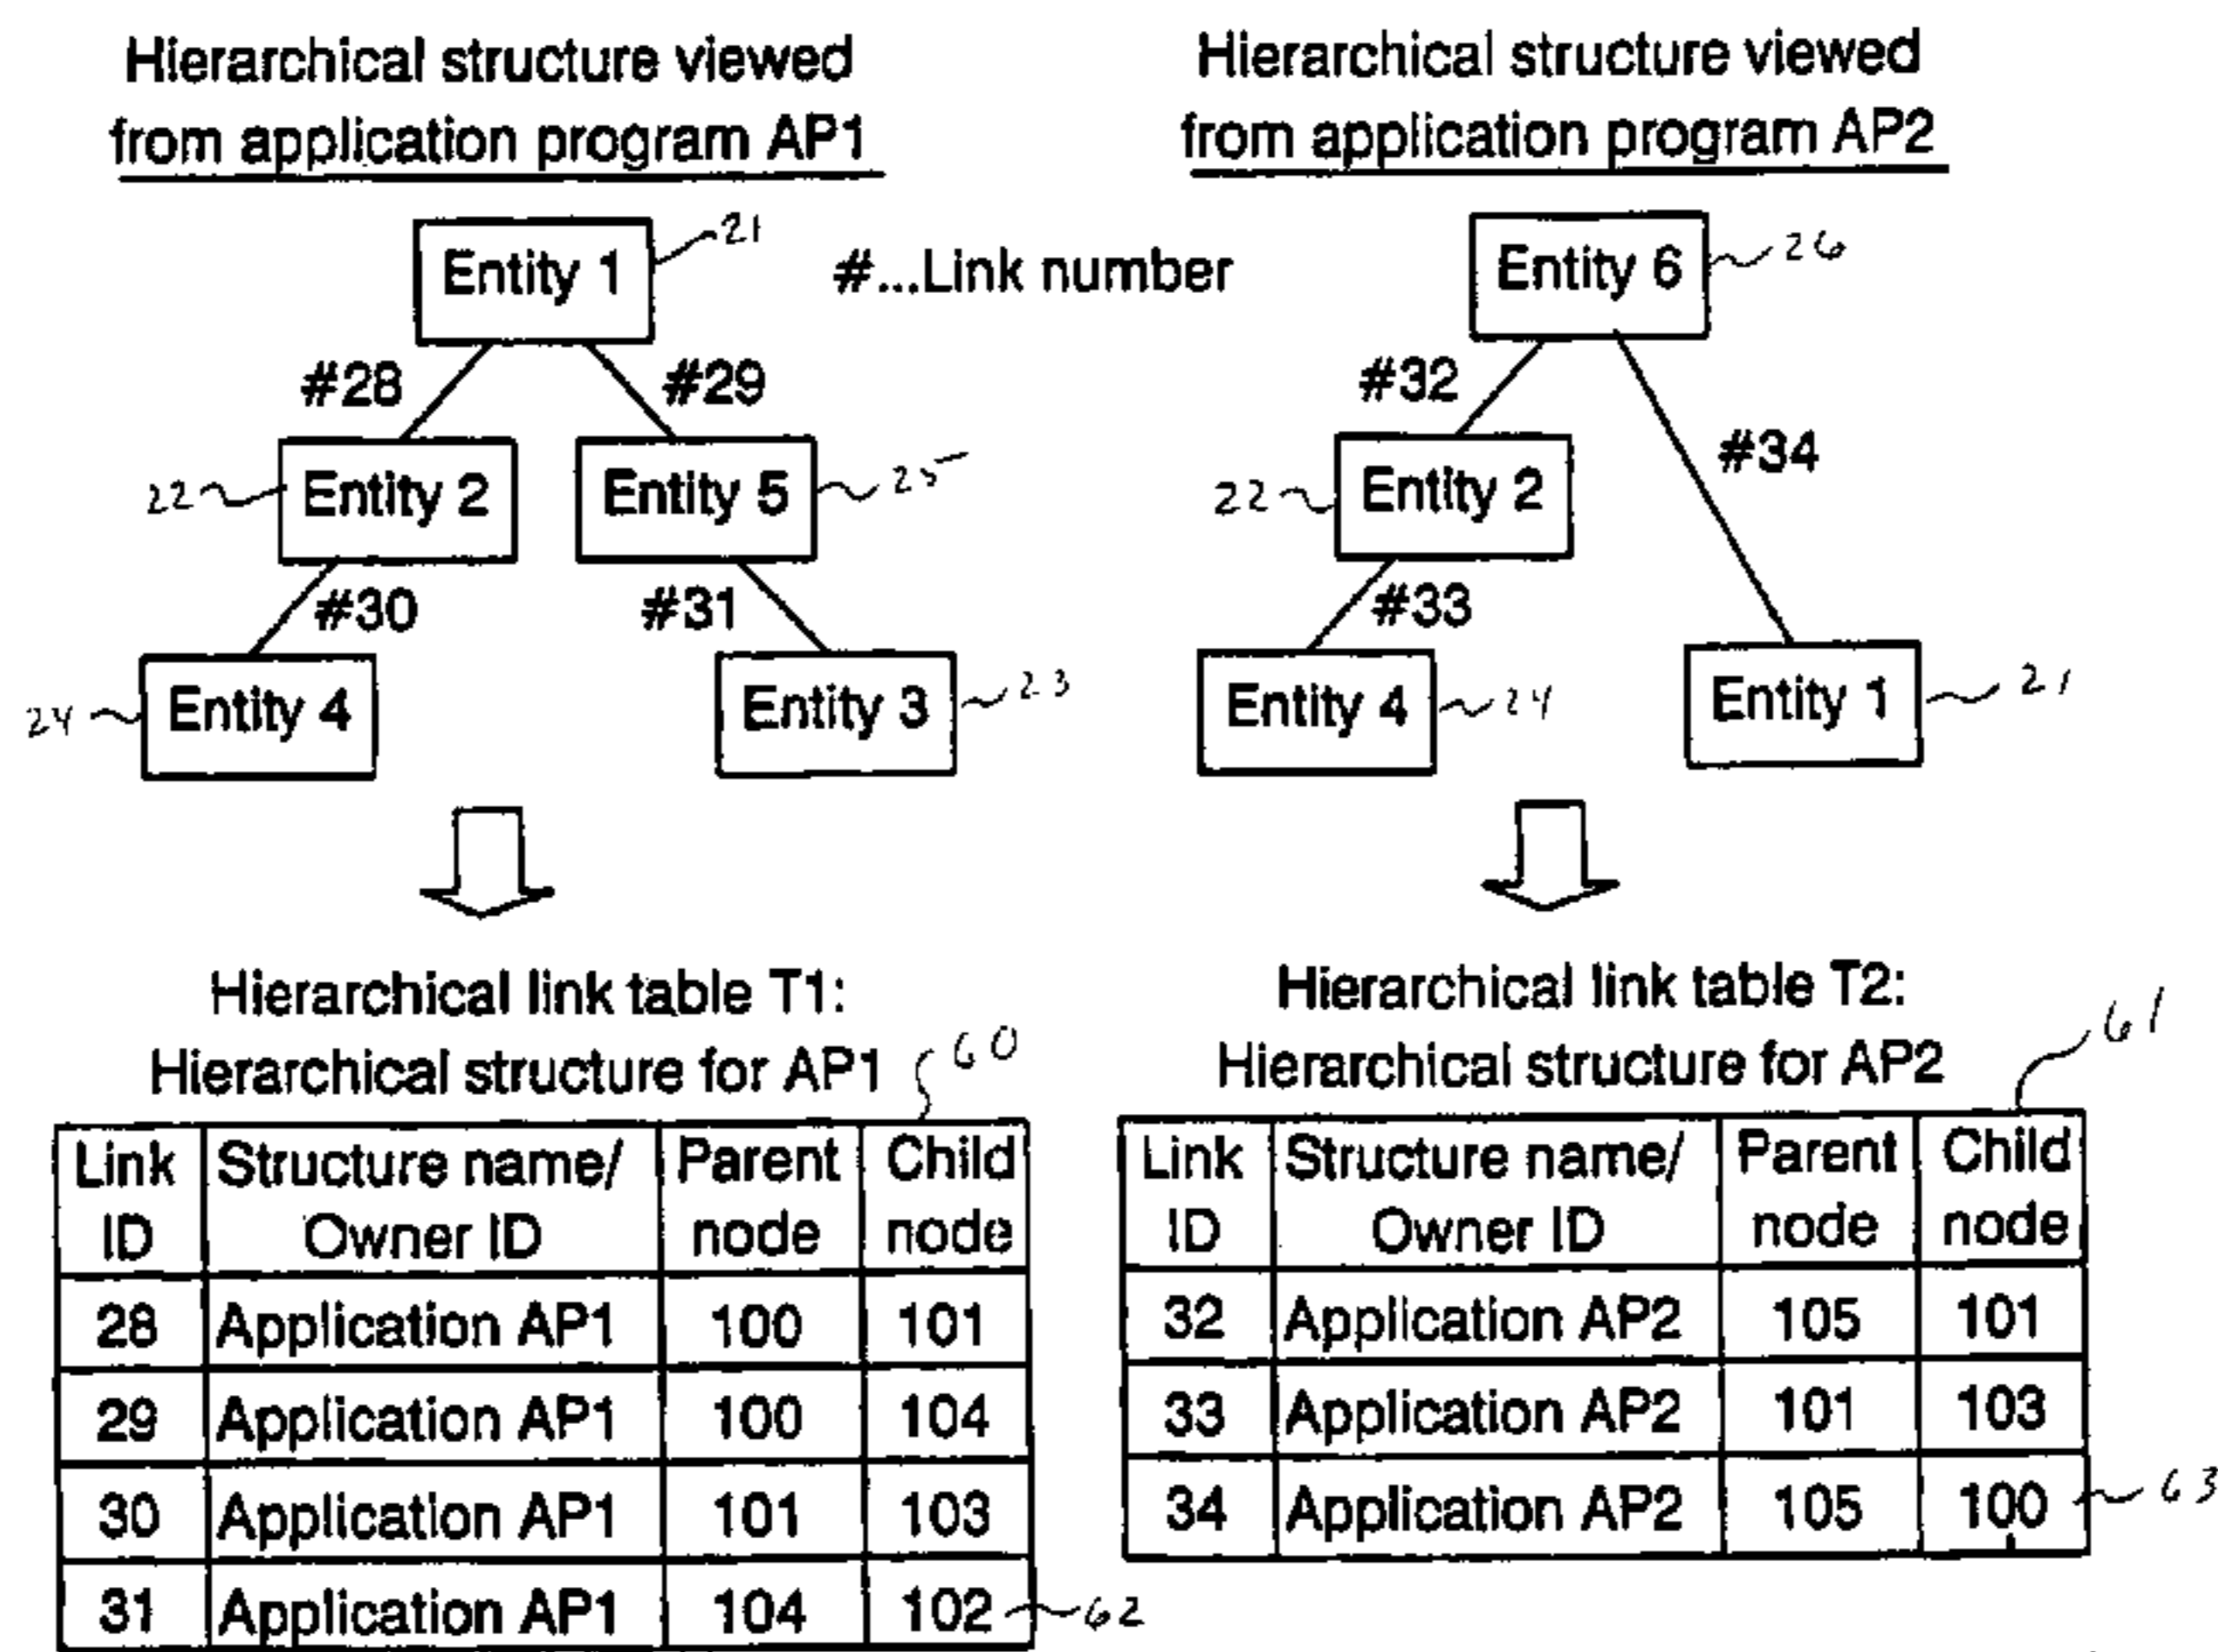 Hierarchical structure viewed
from application program AP1
Hierarchical structure viewed
from application program AP2
Entity 1
21
#...Link number
Entity 6
26
#28
#29
#32
#34
22
Entity 2
Entity 5
25
22
Entity 2
#30
#31
#33
24
Entity 4
Entity 3
23
Entity 4
24
Entity 1
21
Hierarchical link table T1:
Hierarchical structure for AP1
60
Hierarchical link table T2:
Hierarchical structure for AP2
61
Link ID Structure name/ Owner ID Parent node Child node
28 Application AP1 100 101
29 Application AP1 100 104
30 Application AP1 101 103
31 Application AP1 104 102
62
Link ID Structure name/ Owner ID Parent node Child node
32 Application AP2 105 101
33 Application AP2 101 103
34 Application AP2 105 100
63